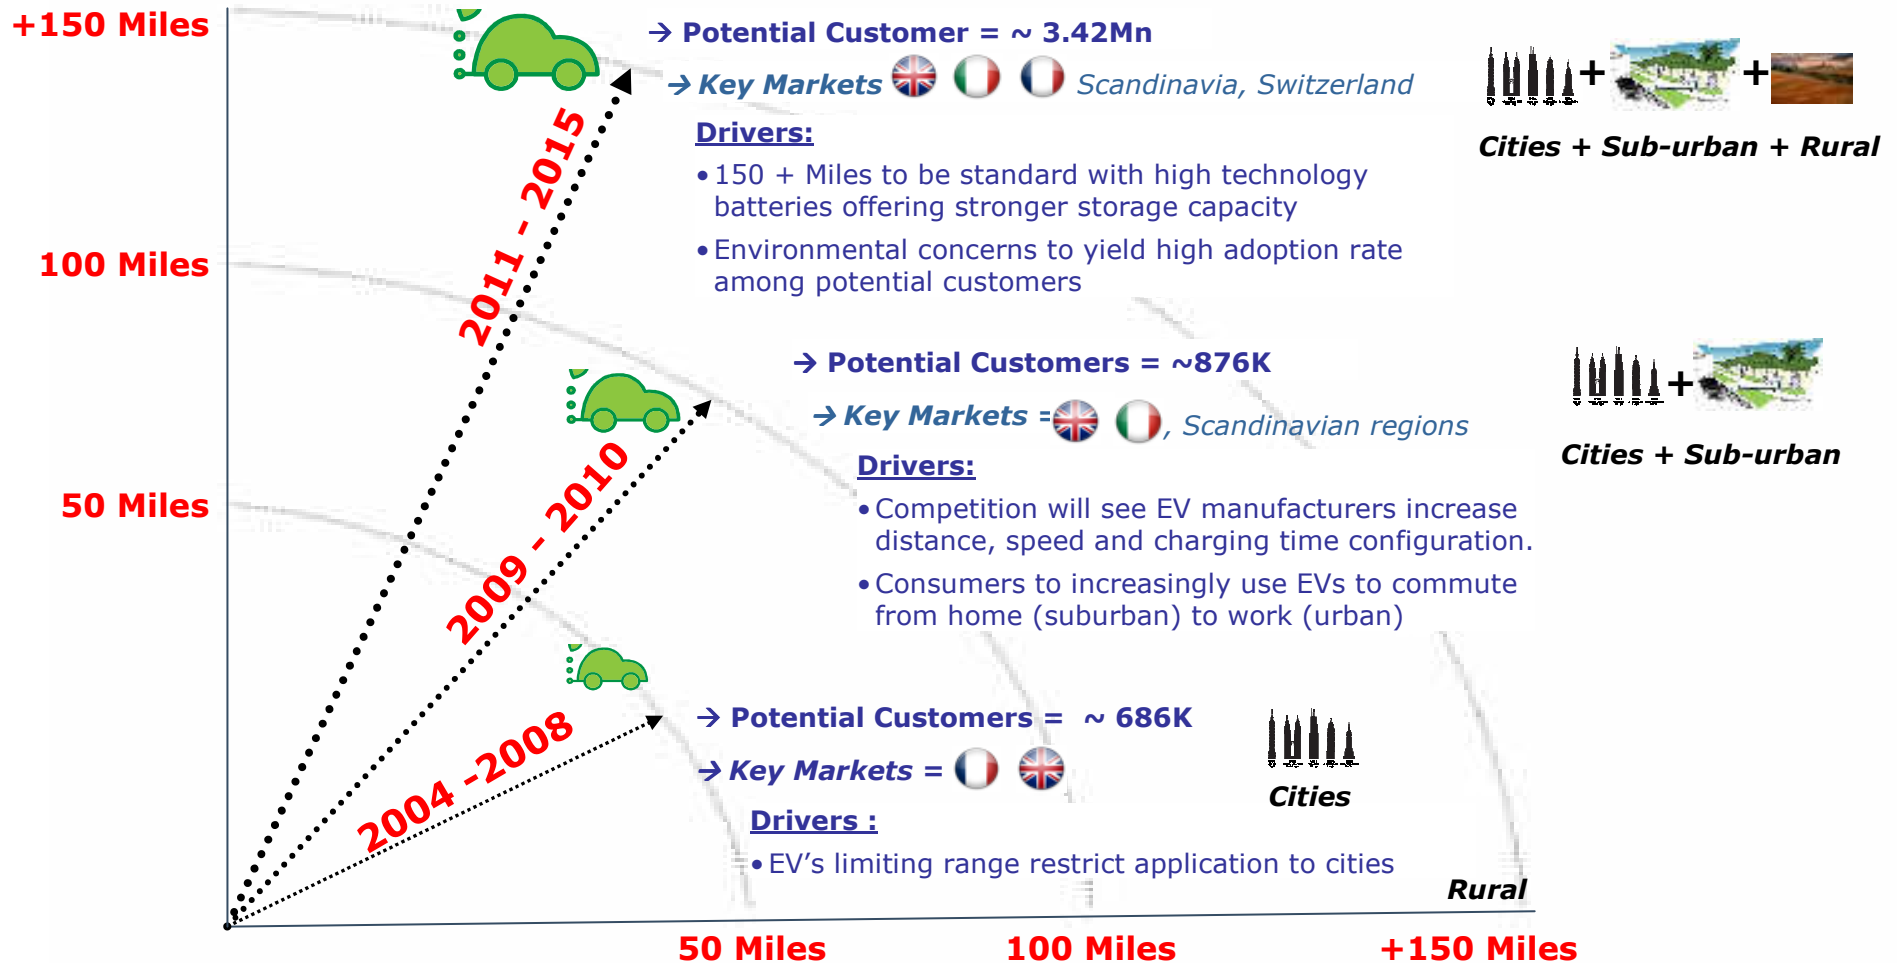 +150 Miles
→ Potential Customer = ~ 3.42Mn
→ Key Markets Scandinavia, Switzerland
Drivers:
• 150 + Miles to be standard with high technology
batteries offering stronger storage capacity
• Environmental concerns to yield high adoption rate
among potential customers
+ +
Cities + Sub-urban + Rural
2011 - 2015
100 Miles
→ Potential Customers = ~876K
→ Key Markets = , Scandinavian regions
Drivers:
• Competition will see EV manufacturers increase
distance, speed and charging time configuration.
• Consumers to increasingly use EVs to commute
from home (suburban) to work (urban)
+
Cities + Sub-urban
2009 - 2010
50 Miles
→ Potential Customers = ~ 686K
→ Key Markets =
Drivers :
• EV’s limiting range restrict application to cities
Cities
2004 -2008
Rural
50 Miles
100 Miles
+150 Miles